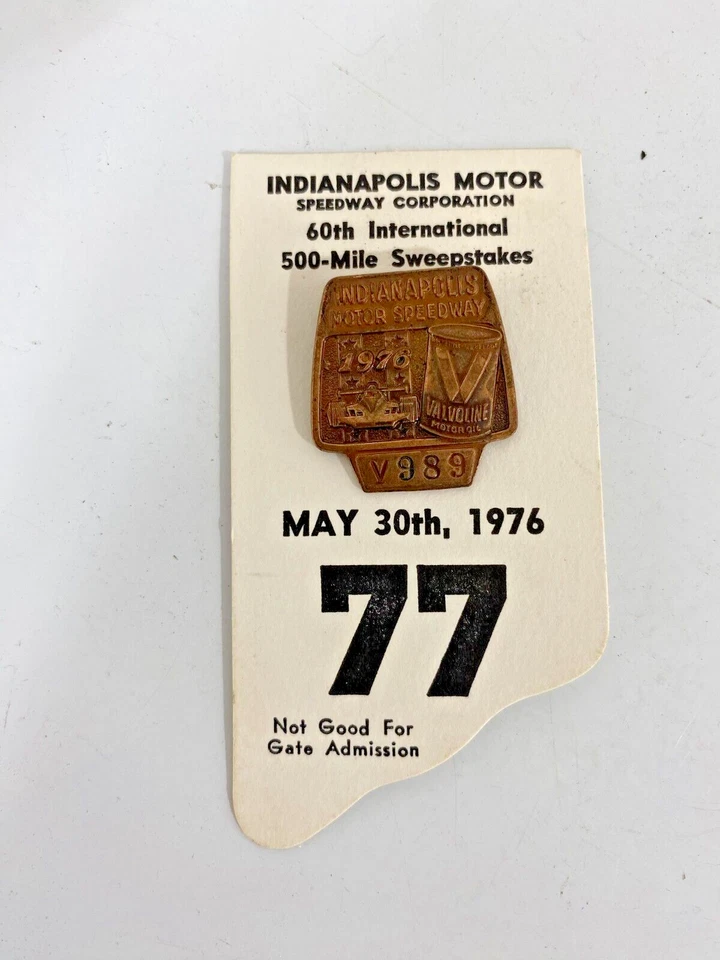 INDIANAPOLIS MOTOR
SPEEDWAY CORPORATION
60th International
500-Mile Sweepstakes
INDIANAPOLIS
MOTOR SPEEDWAY
1976
V
VALVOLINE
MOTOR OIL
V989
MAY 30th, 1976
77
Not Good For
Gate Admission